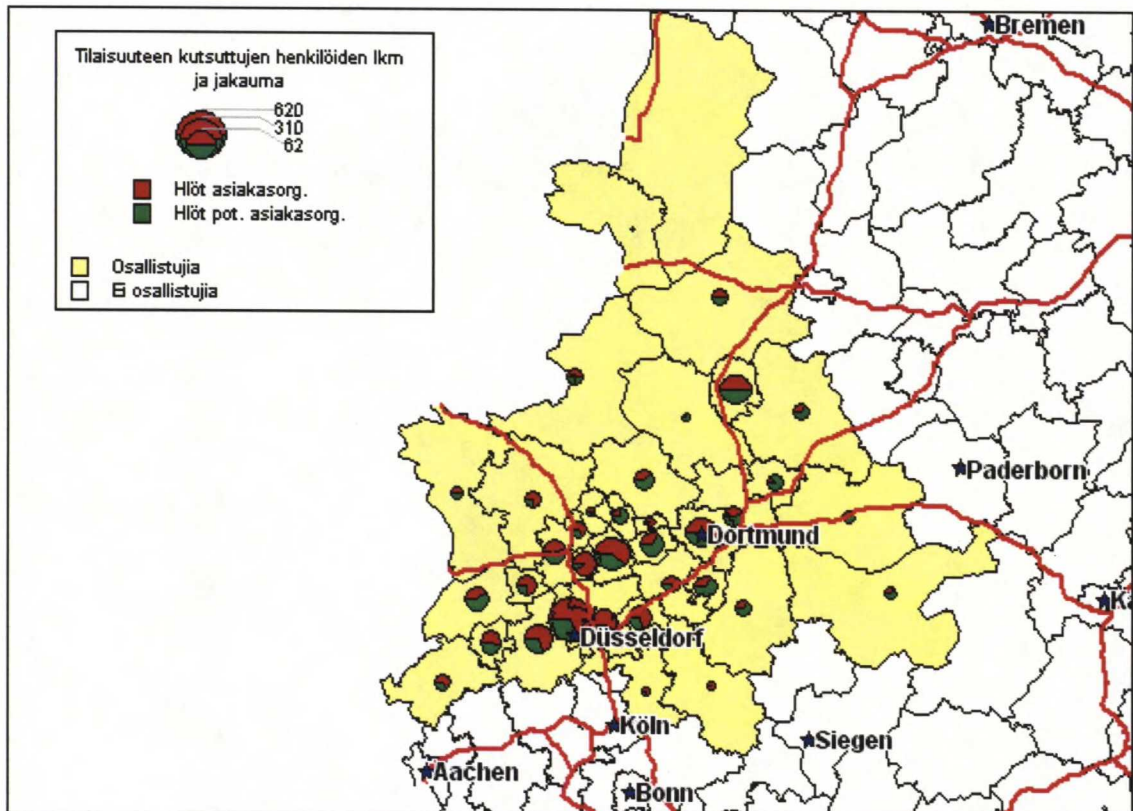 Tilaisuuteen kutsuttujen henkilöiden lkm
ja jakauma
620
310
62
Hlöt asiakasorg.
Hlöt pot. asiakasorg.
Osallistujia
Ei osallistujia
Bremen
Paderborn
Dortmund
Ka
Düsseldorf
Köln
Siegen
Aachen
Bonn